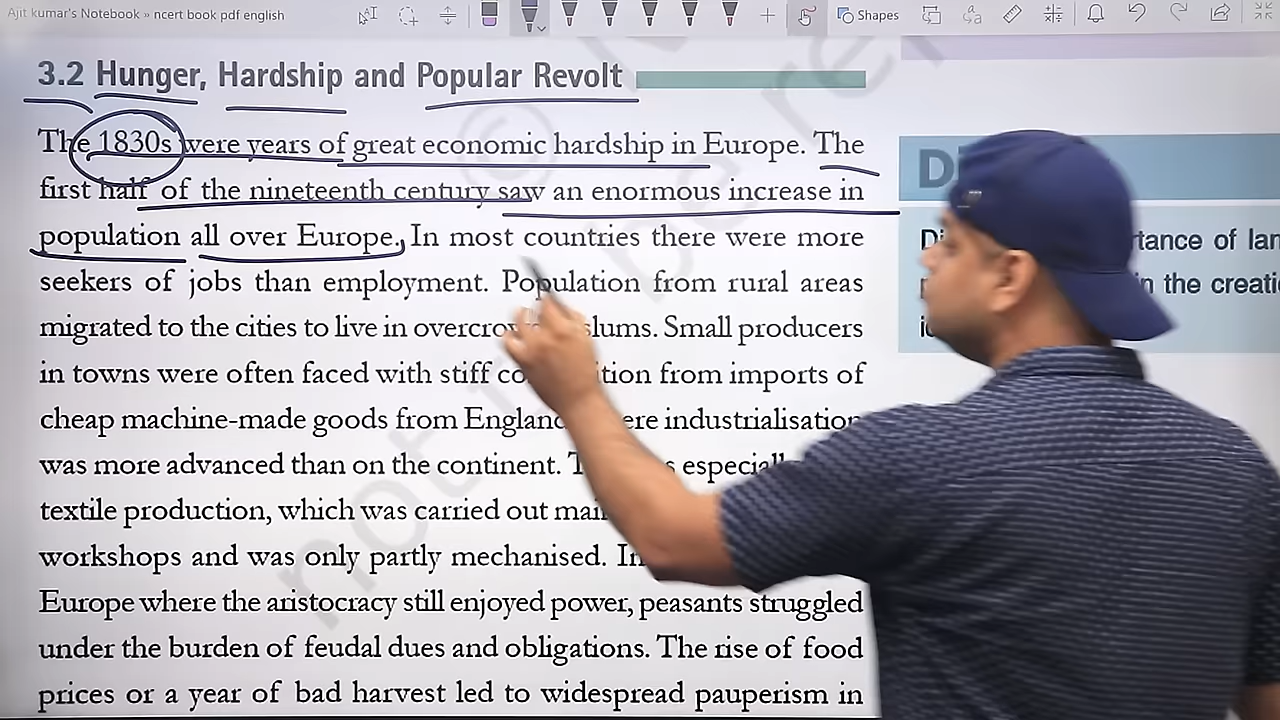 Ajit kumar's Notebook » ncert book pdf english
Shapes
3.2 Hunger, Hardship and Popular Revolt
The 1830s were years of great economic hardship in Europe. The
first half of the nineteenth century saw an enormous increase in
population all over Europe. In most countries there were more
seekers of jobs than employment. Population from rural areas
migrated to the cities to live in slums. Small producers
in towns were often faced with stiff from imports of
cheap machine-made goods from England industrialisation
was more advanced than on the continent.
textile production, which was carried out
workshops and was only partly mechanised.
Europe where the aristocracy still enjoyed power, peasants struggled
under the burden of feudal dues and obligations. The rise of food
prices or a year of bad harvest led to widespread pauperism in
of
the
not be re